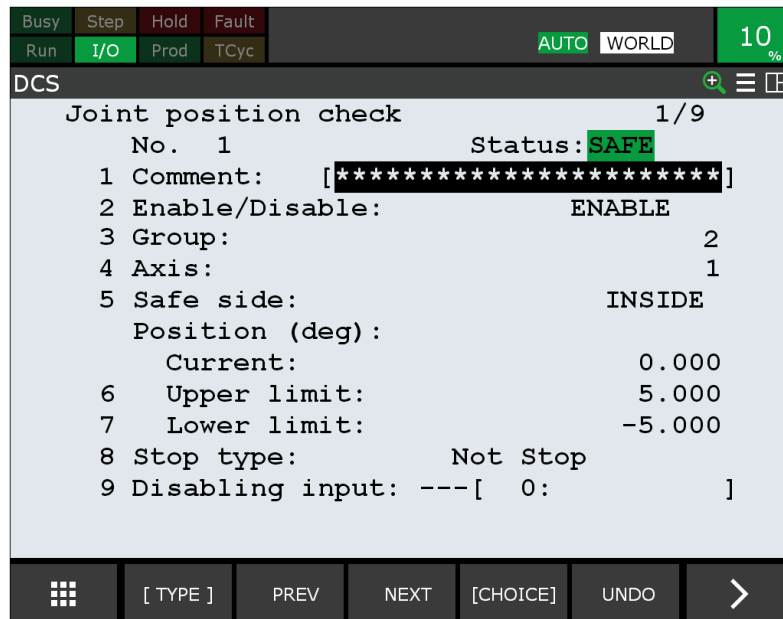 Busy Step Hold Fault
Run I/O Prod TCyc AUTO WORLD 10 %
DCS
Joint position check 1/9
No. 1 Status:SAFE
1 Comment: [***********************]
2 Enable/Disable: ENABLE
3 Group: 2
4 Axis: 1
5 Safe side: INSIDE
Position (deg):
Current: 0.000
6 Upper limit: 5.000
7 Lower limit: -5.000
8 Stop type: Not Stop
9 Disabling input: ---[ 0: ]
[ TYPE ] PREV NEXT [CHOICE] UNDO >